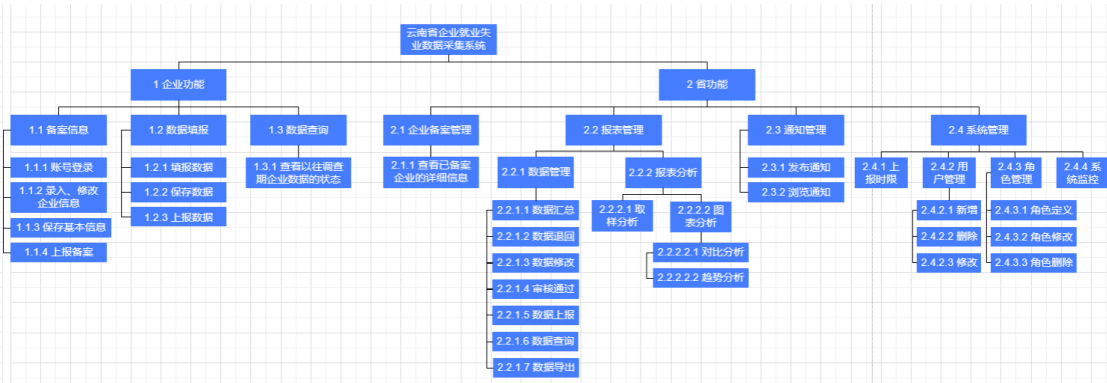 云南省企业就业失
业数据采集系统
1 企业功能
2 省功能
1.1 备案信息
1.2 数据填报
1.3 数据查询
2.1 企业备案管理
2.2 报表管理
2.3 通知管理
2.4 系统管理
1.1.1 账号登录
1.1.2 录入、修改
企业信息
1.1.3 保存基本信息
1.1.4 上报备案
1.2.1 填报数据
1.2.2 保存数据
1.2.3 上报数据
1.3.1 查看以往调查
期企业数据的状态
2.1.1 查看已备案
企业的详细信息
2.2.1 数据管理
2.2.2 报表分析
2.2.1.1 数据汇总
2.2.1.2 数据退回
2.2.1.3 数据修改
2.2.1.4 审核通过
2.2.1.5 数据上报
2.2.1.6 数据查询
2.2.1.7 数据导出
2.2.2.1 取
样分析
2.2.2.2 图
表分析
2.2.2.2.1 对比分析
2.2.2.2.2 趋势分析
2.3.1 发布通知
2.3.2 浏览通知
2.4.1 上
报时限
2.4.2 用
户管理
2.4.3 角
色管理
2.4.4 系
统监控
2.4.2.1 新增
2.4.2.2 删除
2.4.2.3 修改
2.4.3.1 角色定义
2.4.3.2 角色修改
2.4.3.3 角色删除